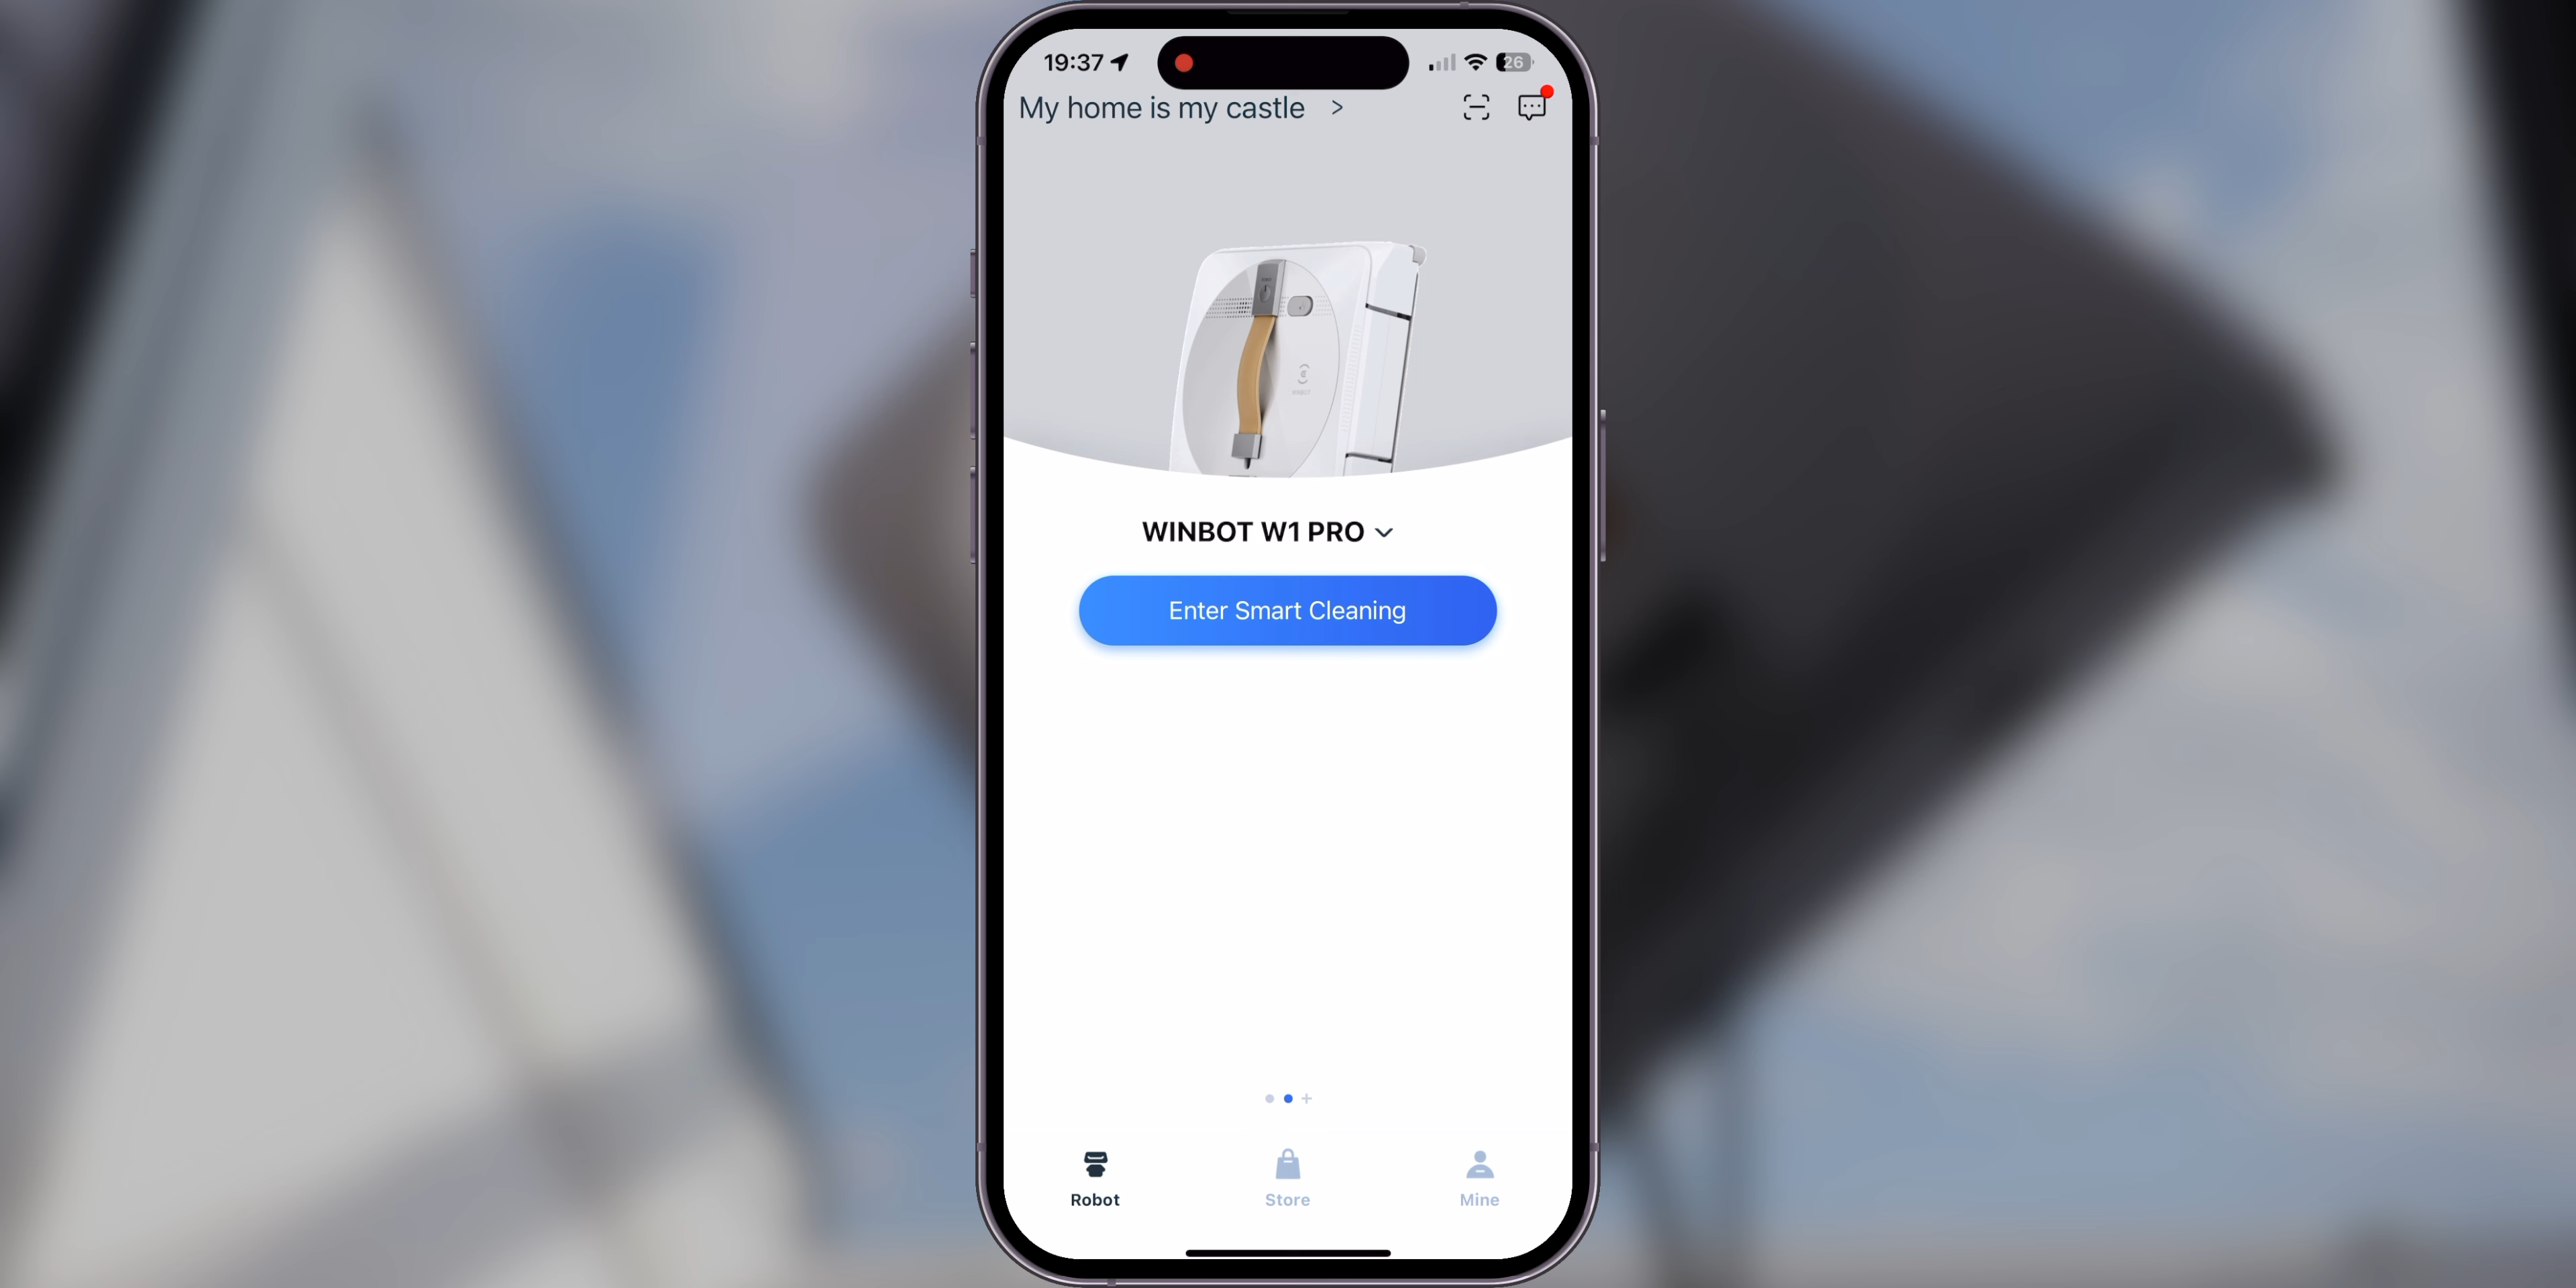 19:37
26
My home is my castle >
WINBOT W1 PRO
Enter Smart Cleaning
Robot
Store
Mine